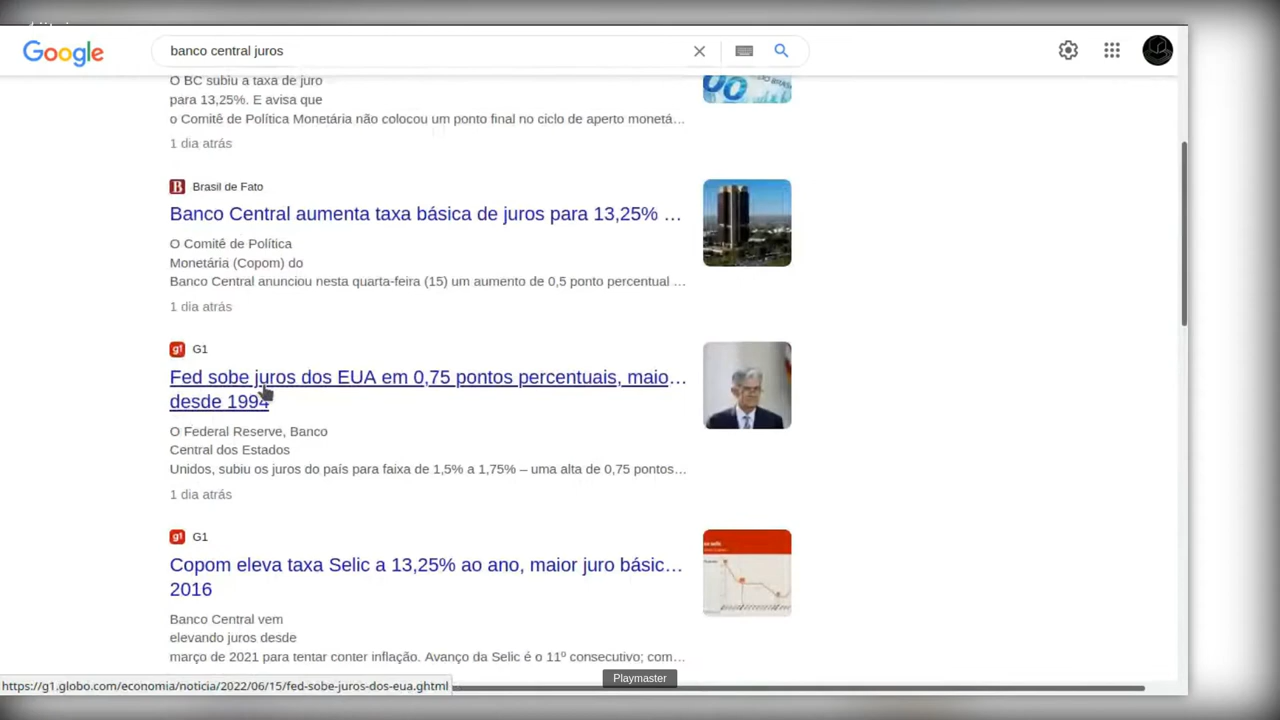 Google
banco central juros
O BC subiu a taxa de juro
para 13,25%. E avisa que
o Comitê de Política Monetária não colocou um ponto final no ciclo de aperto monetá…
1 dia atrás
B Brasil de Fato
Banco Central aumenta taxa básica de juros para 13,25% …
O Comitê de Política
Monetária (Copom) do
Banco Central anunciou nesta quarta-feira (15) um aumento de 0,5 ponto percentual …
1 dia atrás
g1 G1
Fed sobe juros dos EUA em 0,75 pontos percentuais, maio…
desde 1994
O Federal Reserve, Banco
Central dos Estados
Unidos, subiu os juros do país para faixa de 1,5% a 1,75% – uma alta de 0,75 pontos…
1 dia atrás
g1 G1
Copom eleva taxa Selic a 13,25% ao ano, maior juro básic…
2016
Banco Central vem
elevando juros desde
março de 2021 para tentar conter inflação. Avanço da Selic é o 11º consecutivo; com…
https://g1.globo.com/economia/noticia/2022/06/15/fed-sobe-juros-dos-eua.ghtml
Playmaster